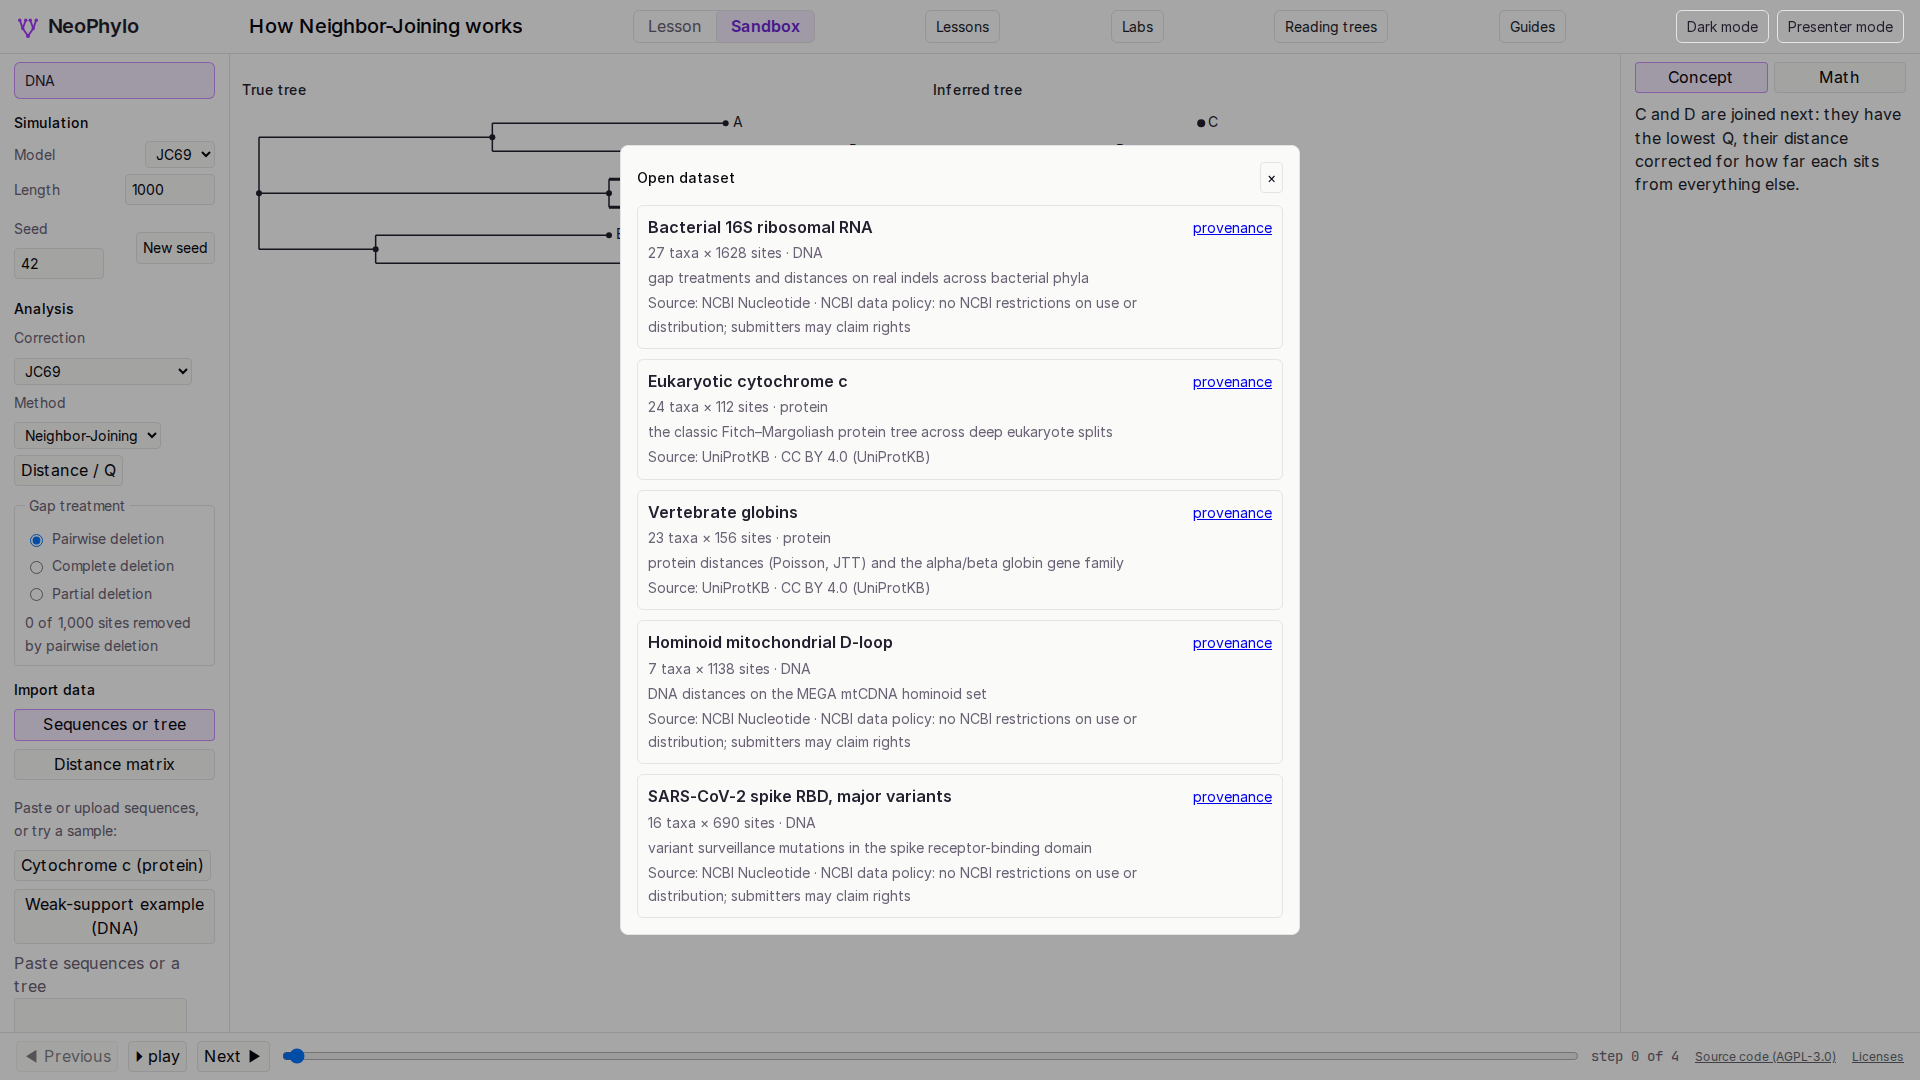 NeoPhylo
How Neighbor-Joining works
Lesson
Sandbox
Lessons
Labs
Reading trees
Guides
Dark mode
Presenter mode
DNA
Simulation
Model
JC69
Length
1000
Seed
42
New seed
Analysis
Correction
JC69
Method
Neighbor-Joining
Distance / Q
Gap treatment
Pairwise deletion
Complete deletion
Partial deletion
0 of 1,000 sites removed
by pairwise deletion
Import data
Sequences or tree
Distance matrix
Paste or upload sequences,
or try a sample:
Cytochrome c (protein)
Weak-support example
(DNA)
Paste sequences or a
tree
True tree
A
Inferred tree
C
Open dataset
×
Bacterial 16S ribosomal RNA
provenance
27 taxa × 1628 sites · DNA
gap treatments and distances on real indels across bacterial phyla
Source: NCBI Nucleotide · NCBI data policy: no NCBI restrictions on use or
distribution; submitters may claim rights
Eukaryotic cytochrome c
provenance
24 taxa × 112 sites · protein
the classic Fitch–Margoliash protein tree across deep eukaryote splits
Source: UniProtKB · CC BY 4.0 (UniProtKB)
Vertebrate globins
provenance
23 taxa × 156 sites · protein
protein distances (Poisson, JTT) and the alpha/beta globin gene family
Source: UniProtKB · CC BY 4.0 (UniProtKB)
Hominoid mitochondrial D-loop
provenance
7 taxa × 1138 sites · DNA
DNA distances on the MEGA mtCDNA hominoid set
Source: NCBI Nucleotide · NCBI data policy: no NCBI restrictions on use or
distribution; submitters may claim rights
SARS-CoV-2 spike RBD, major variants
provenance
16 taxa × 690 sites · DNA
variant surveillance mutations in the spike receptor-binding domain
Source: NCBI Nucleotide · NCBI data policy: no NCBI restrictions on use or
distribution; submitters may claim rights
Concept
Math
C and D are joined next: they have
the lowest Q, their distance
corrected for how far each sits
from everything else.
◀ Previous
⏵ play
Next ▶
step 0 of 4
Source code (AGPL-3.0)
Licenses